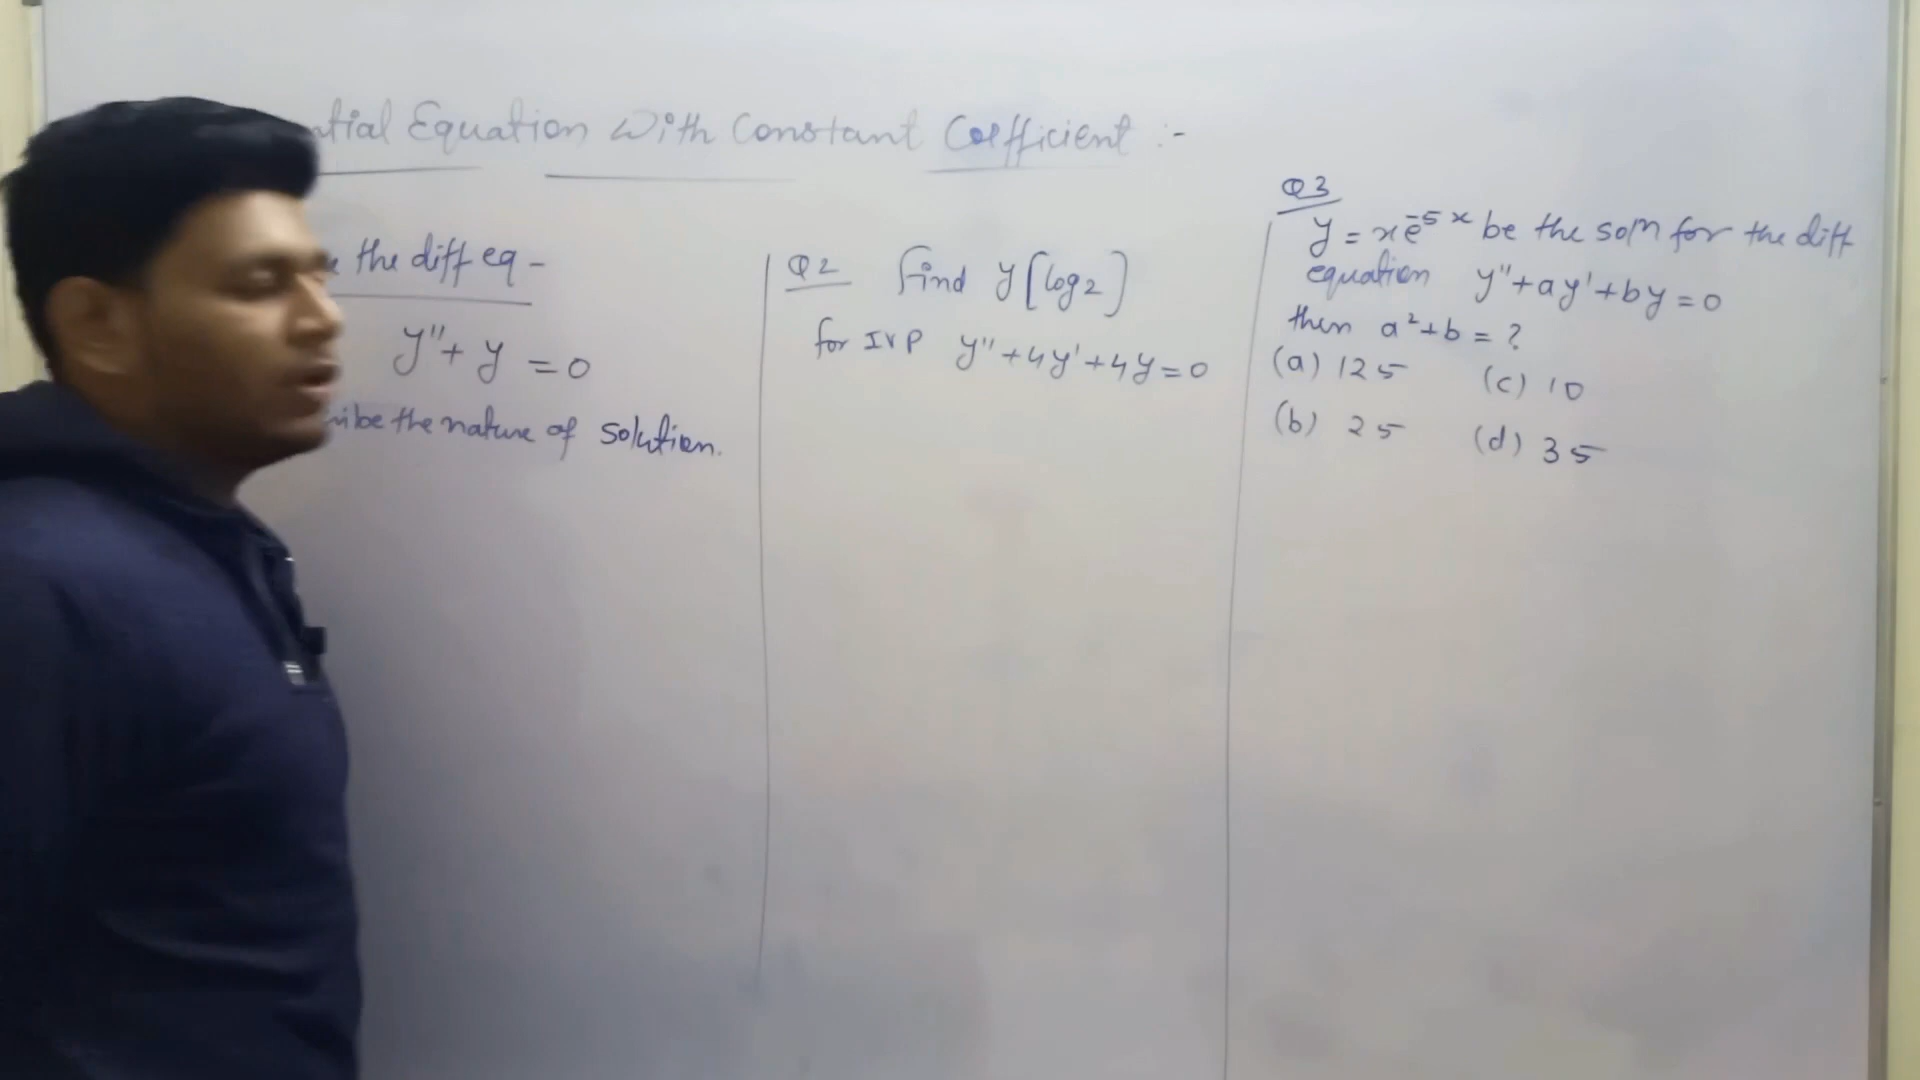 Equation With Constant Coefficient :-
the diff eq -
y'' + y = 0
the nature of solution.
Q2 Find y[log2]
for IVP y'' + 4y' + 4y = 0
Q3
y = xe^-5x be the soln for the diff
equation y'' + ay' + by = 0
then a² + b = ?
(a) 125 (c) 10
(b) 25 (d) 35